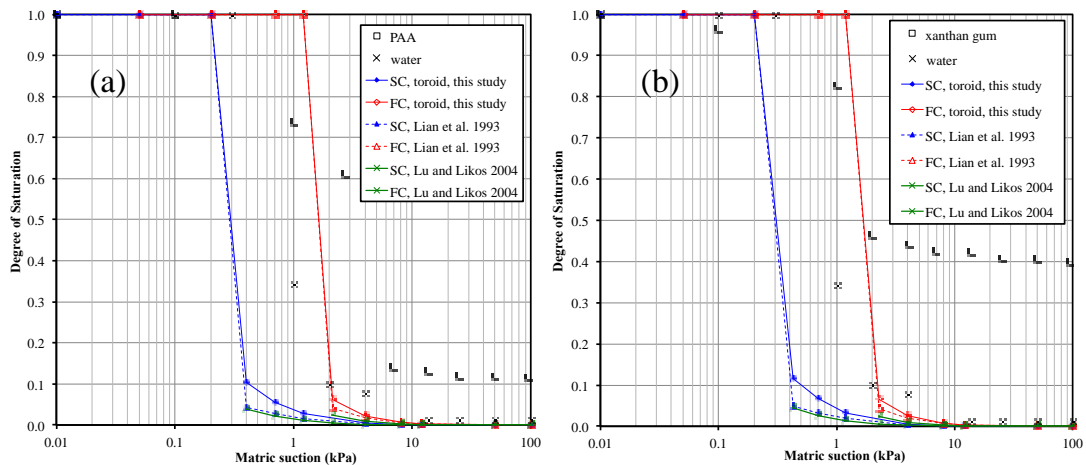 1.0
0.9
0.8
0.7
0.6
0.5
0.4
0.3
0.2
0.1
0.0
Degree of Saturation
(a)
PAA
water
SC, toroid, this study
FC, toroid, this study
SC, Lian et al. 1993
FC, Lian et al. 1993
SC, Lu and Likos 2004
FC, Lu and Likos 2004
0.01
0.1
1
10
100
Matric suction (kPa)
1.0
0.9
0.8
0.7
0.6
0.5
0.4
0.3
0.2
0.1
0.0
Degree of Saturation
(b)
xanthan gum
water
SC, toroid, this study
FC, toroid, this study
SC, Lian et al. 1993
FC, Lian et al. 1993
SC, Lu and Likos 2004
FC, Lu and Likos 2004
0.01
0.1
1
10
100
Matric suction (kPa)